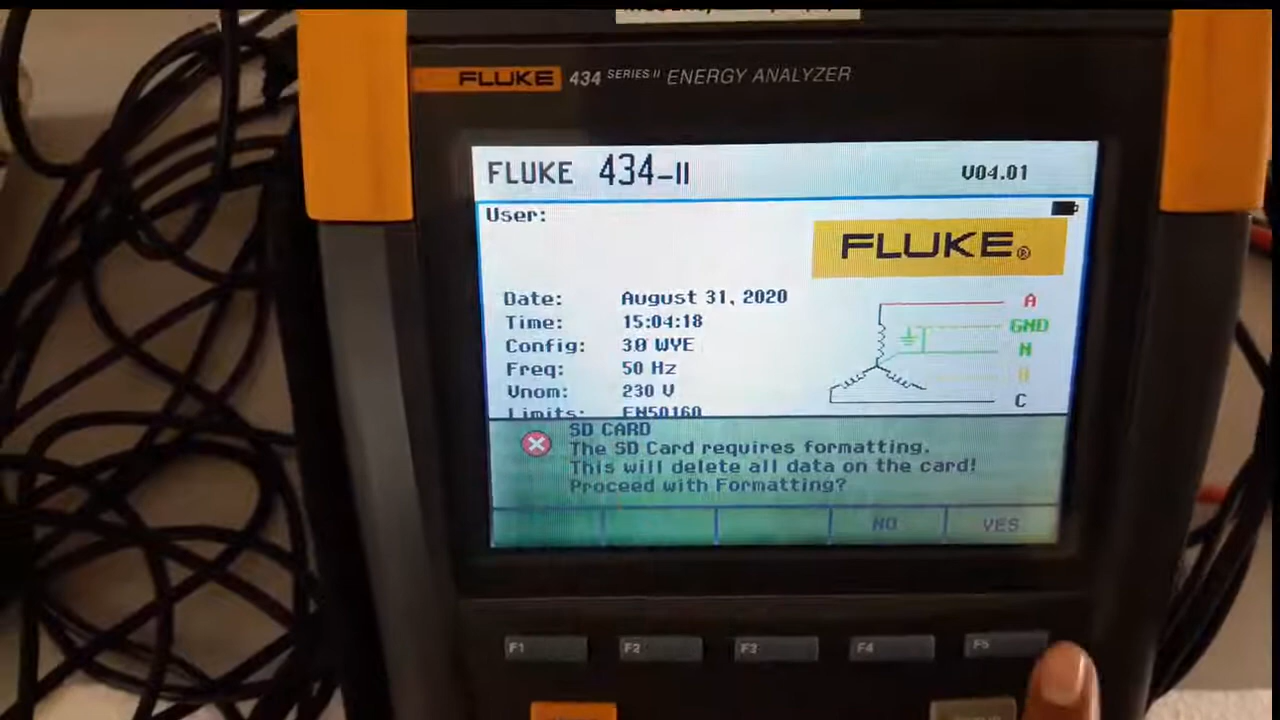 FLUKE 434 SERIES II ENERGY ANALYZER
FLUKE 434-II V04.01
User:
FLUKE®
Date: August 31, 2020
Time: 15:04:18
Config: 3Ø WYE
Freq: 50 Hz
Vnom: 230 V
Limits: EN50160
A
GND
N
B
C
SD CARD
The SD Card requires formatting.
This will delete all data on the card!
Proceed with Formatting?
NO YES
F1 F2 F3 F4 F5